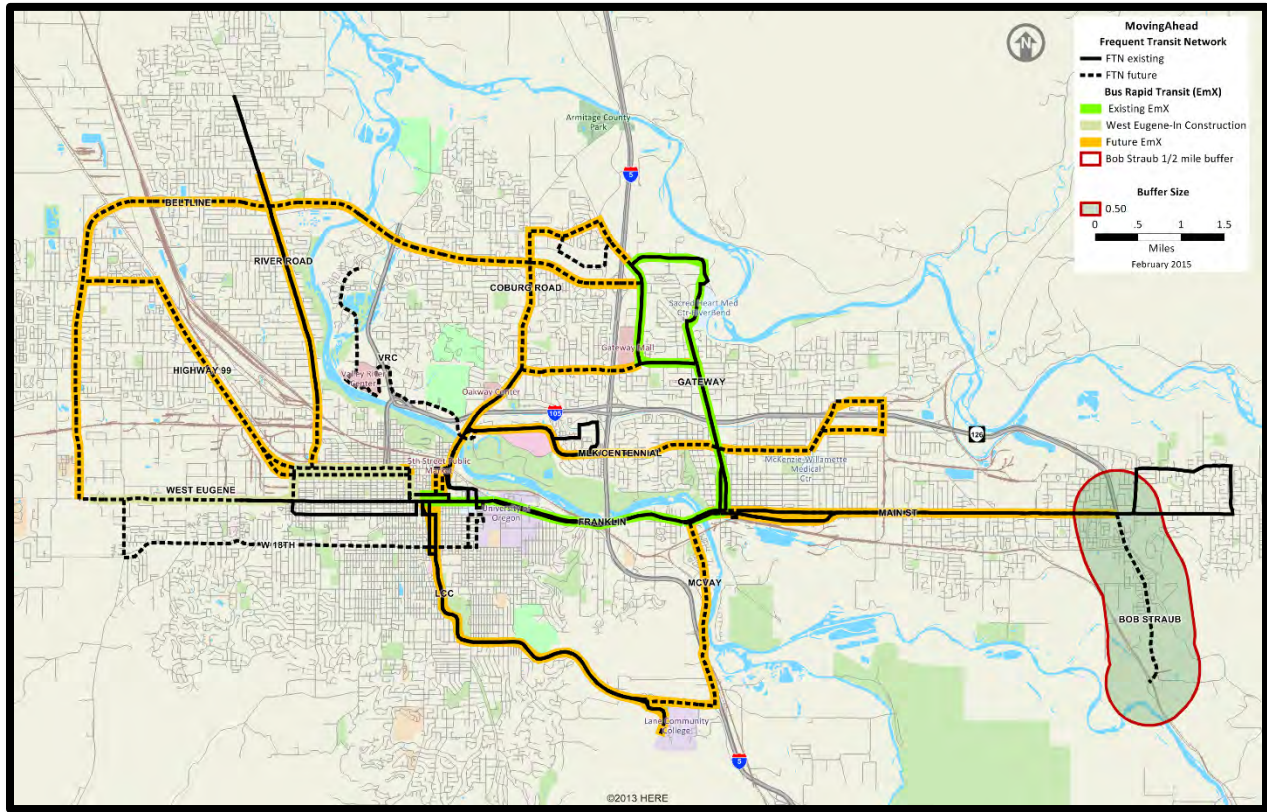 MovingAhead
Frequent Transit Network
FTN existing
FTN future
Bus Rapid Transit (EmX)
Existing EmX
West Eugene-In Construction
Future EmX
Bob Straub 1/2 mile buffer
Buffer Size
0.50
0 .5 1 1.5
Miles
February 2015
N
Armitage County
Park
5
BELTLINE
RIVER ROAD
COBURG ROAD
Sacred Heart Med
Ctr-RiverBend
Gateway Mall
VRC
Valley River
Center
HIGHWAY 99
GATEWAY
Oakway Center
105
126
MLK CENTENNIAL
McKenzie-Willamette
Medical
Ctr
5th Street Public
Market
WEST EUGENE
University of
Oregon
FRANKLIN
MAIN ST
W 18TH
MCVAY
LCC
BOB STRAUB
Lane Community
College
5
©2013 HERE